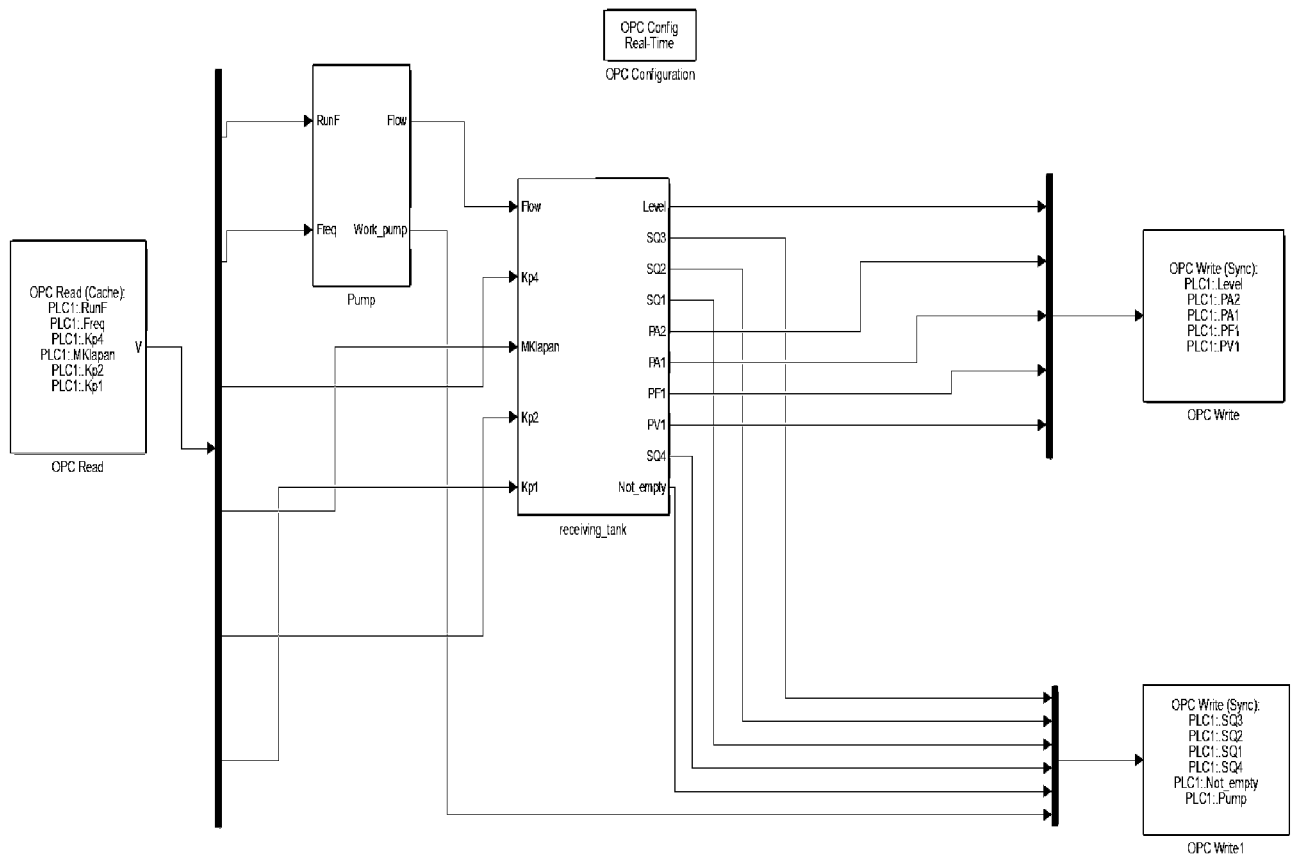 OPC Config
Real-Time
OPC Configuration
RunF
Flow
Freq
Work_pump
Pump
OPC Read (Cache):
PLC1:.RunF
PLC1:.Freq
PLC1:.Kp4
PLC1:.MKlapan
PLC1:.Kp2
PLC1:.Kp1
V
OPC Read
Flow
Kp4
MKlapan
Kp2
Kp1
Level
SQ3
SQ2
SQ1
PA2
PA1
PF1
PV1
SQ4
Not_empty
receiving_tank
OPC Write (Sync):
PLC1:.Level
PLC1:.PA2
PLC1:.PA1
PLC1:.PF1
PLC1:.PV1
OPC Write
OPC Write (Sync):
PLC1:.SQ3
PLC1:.SQ2
PLC1:.SQ1
PLC1:.SQ4
PLC1:.Not_empty
PLC1:.Pump
OPC Write1